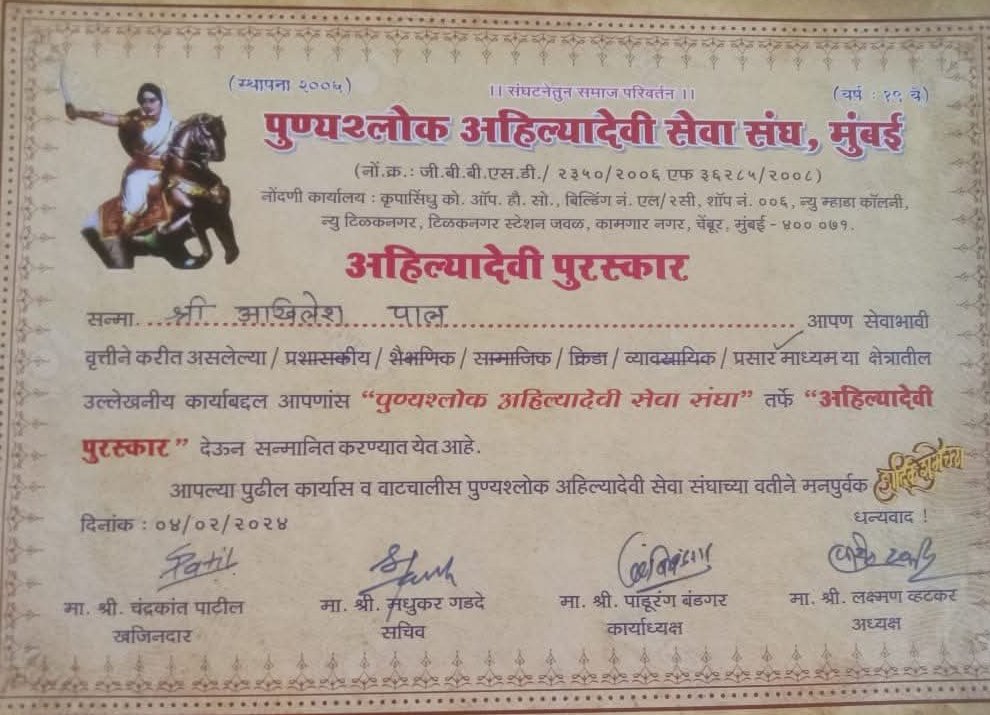 (स्थापना २००५)
।। संघटनेतुन समाज परिवर्तन ।।
(वर्ष : १९ वे)
पुण्यश्लोक अहिल्यादेवी सेवा संघ, मुंबई
(नों.क्र.: जी.बी.बी.एस.डी./ २३५०/२००६ एफ ३६२८५/२००८)
नोंदणी कार्यालय : कृपासिंधु को. ऑप. हौ. सो., बिल्डिंग नं. एल/२सी, शॉप नं. ००६, न्यु म्हाडा कॉलनी,
न्यु टिळकनगर, टिळकनगर स्टेशन जवळ, कामगार नगर, चेंबूर, मुंबई - ४०० ०७१.
अहिल्यादेवी पुरस्कार
सन्मा. श्री अखिलेश पाल आपण सेवाभावी
वृत्तीने करीत असलेल्या / प्रशासकीय / शैक्षणिक / सामाजिक / क्रिडा / व्यावसायिक / प्रसार माध्यम या क्षेत्रातील
उल्लेखनीय कार्याबद्दल आपणांस “पुण्यश्लोक अहिल्यादेवी सेवा संघा” तर्फे “अहिल्यादेवी
पुरस्कार” देऊन सन्मानित करण्यात येत आहे.
आपल्या पुढील कार्यास व वाटचालीस पुण्यश्लोक अहिल्यादेवी सेवा संघाच्या वतीने मनपुर्वक हार्दिक शुभेच्छा
दिनांक : ०४/०२/२०२४
धन्यवाद !
Patil
मा. श्री. चंद्रकांत पाटील
मा. श्री. मधुकर गडदे
मा. श्री. पांडूरंग बंडगर
मा. श्री. लक्ष्मण व्हटकर
खजिनदार
सचिव
कार्याध्यक्ष
अध्यक्ष